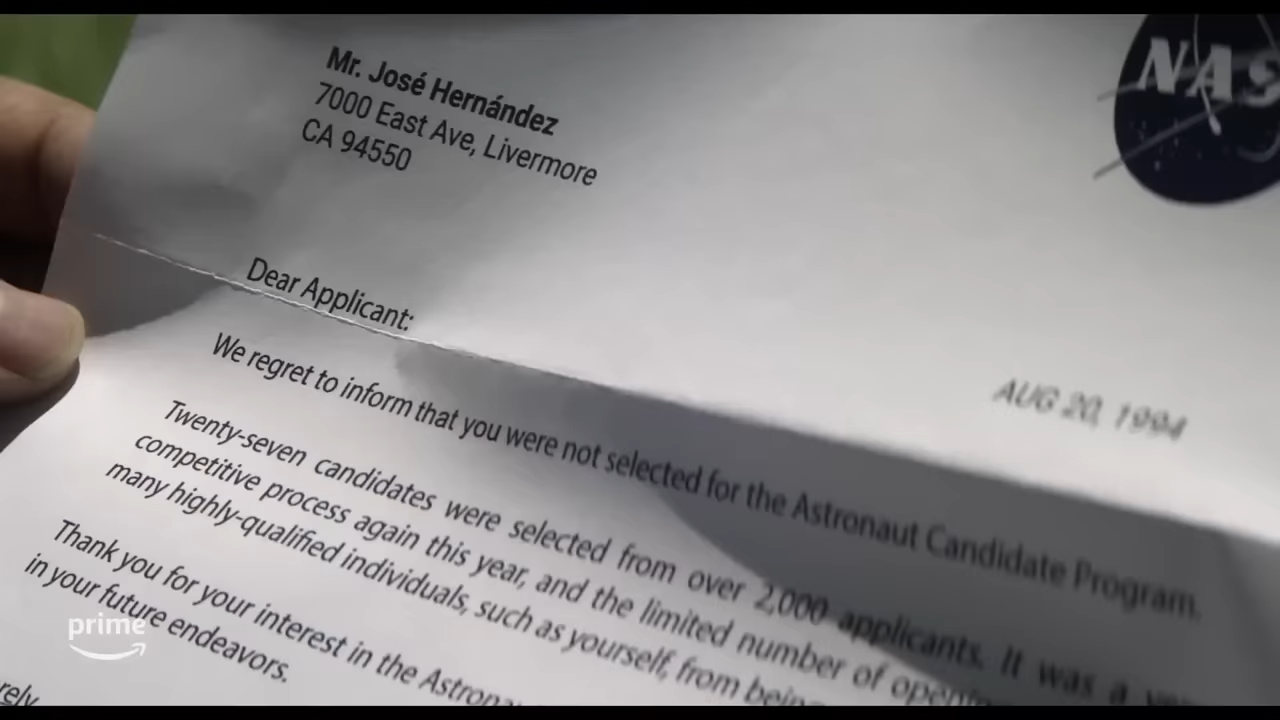 Mr. José Hernández
7000 East Ave, Livermore
CA 94550
NAS
AUG 20, 1994
Dear Applicant:
We regret to inform that you were not selected for the Astronaut Candidate Program.
Twenty-seven candidates were selected from over 2,000 applicants. It was a
competitive process again this year, and the limited number of
many highly-qualified individuals, such as yourself, from
Thank you for your interest in the
in your future endeavors.
prime